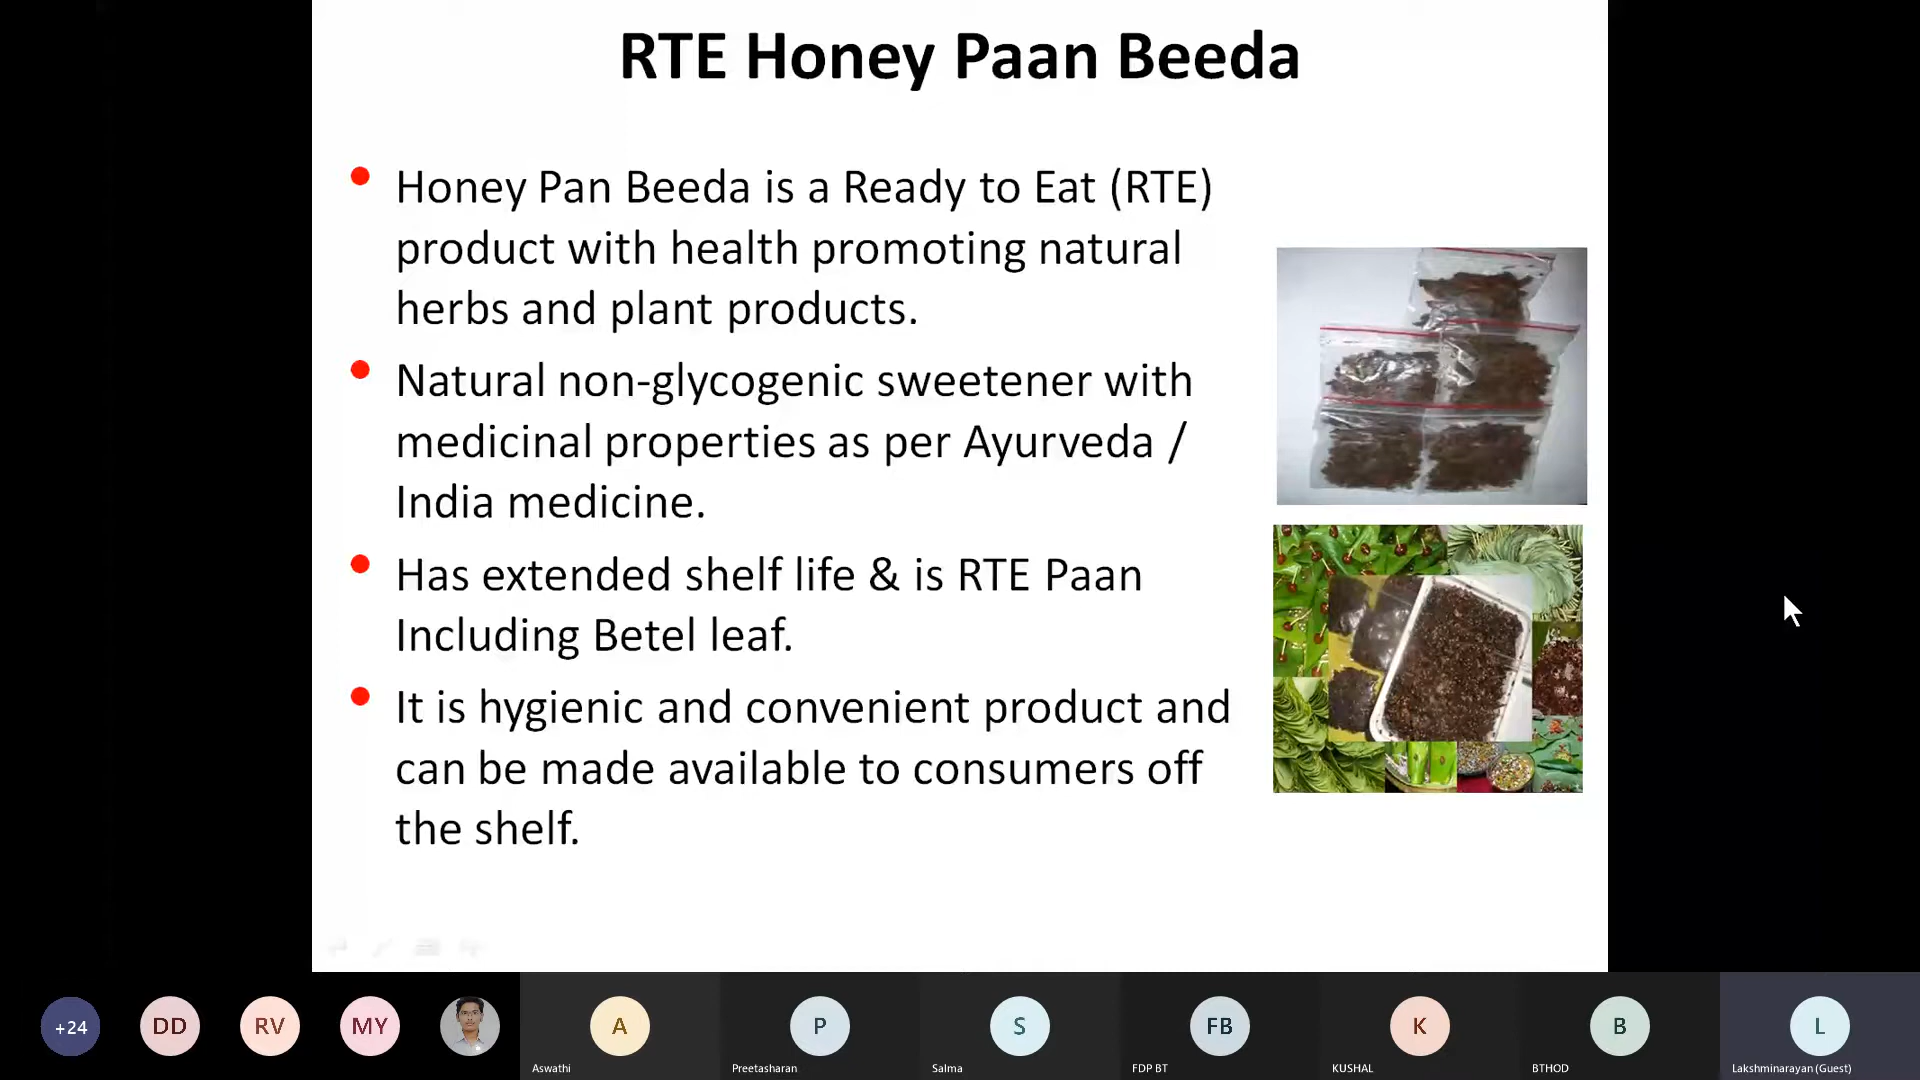 RTE Honey Paan Beeda
Honey Pan Beeda is a Ready to Eat (RTE)
product with health promoting natural
herbs and plant products.
Natural non-glycogenic sweetener with
medicinal properties as per Ayurveda /
India medicine.
Has extended shelf life & is RTE Paan
Including Betel leaf.
It is hygienic and convenient product and
can be made available to consumers off
the shelf.
+24
DD
RV
MY
A
P
S
FB
K
B
L
Aswathi
Preetasharan
Salma
FDP BT
KUSHAL
BTHOD
Lakshminarayan (Guest)